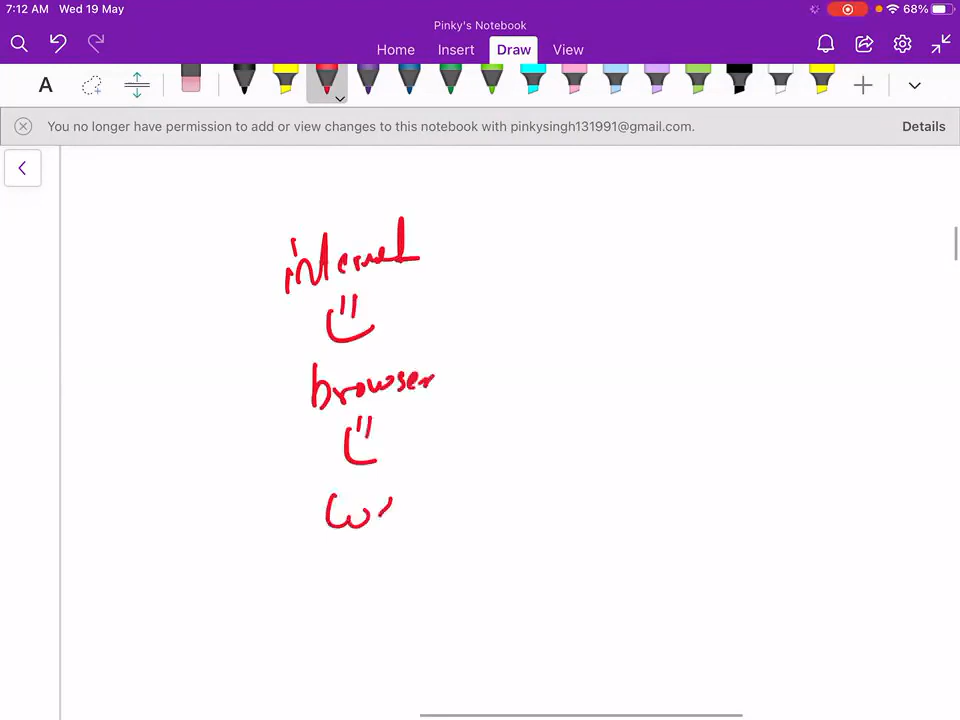 7:12 AM Wed 19 May 68%
Pinky's Notebook
Home Insert Draw View
A
You no longer have permission to add or view changes to this notebook with pinkysingh131991@gmail.com. Details
internet
browser